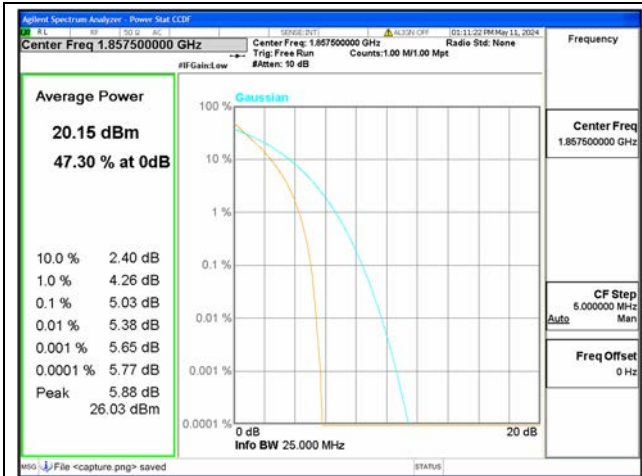 Agilent Spectrum Analyzer - Power Stat CCDF
RL RF 50 Ω AC SENSE:INT ALIGN OFF 01:11:22 PM May 11, 2024
Center Freq 1.857500000 GHz
Center Freq: 1.857500000 GHz Radio Std: None
Trig: Free Run Counts:1.00 M/1.00 Mpt
#IFGain:Low #Atten: 10 dB
Frequency
Average Power
20.15 dBm
47.30 % at 0dB
10.0 % 2.40 dB
1.0 % 4.26 dB
0.1 % 5.03 dB
0.01 % 5.38 dB
0.001 % 5.65 dB
0.0001 % 5.77 dB
Peak 5.88 dB
26.03 dBm
Gaussian
100 %
10 %
1 %
0.1 %
0.01 %
0.001 %
0.0001 %
0 dB 20 dB
Info BW 25.000 MHz
Center Freq
1.857500000 GHz
CF Step
5.000000 MHz
Auto Man
Freq Offset
0 Hz
MSG File <capture.png> saved STATUS